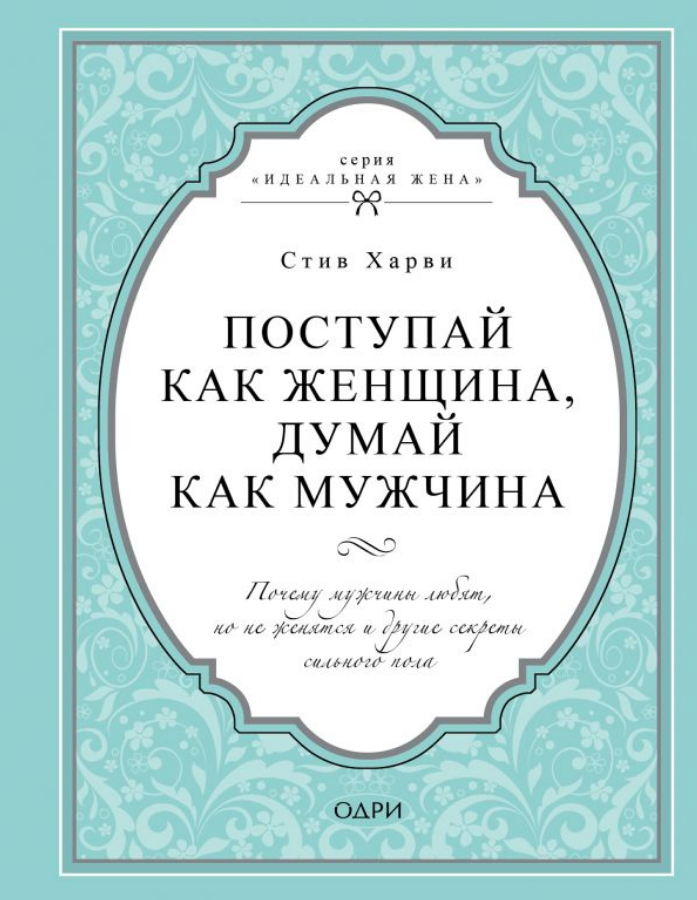 серия
«ИДЕАЛЬНАЯ ЖЕНА»
Стив Харви
ПОСТУПАЙ
КАК ЖЕНЩИНА,
ДУМАЙ
КАК МУЖЧИНА
Почему мужчины любят,
но не женятся и другие секреты
сильного пола
ОДРИ